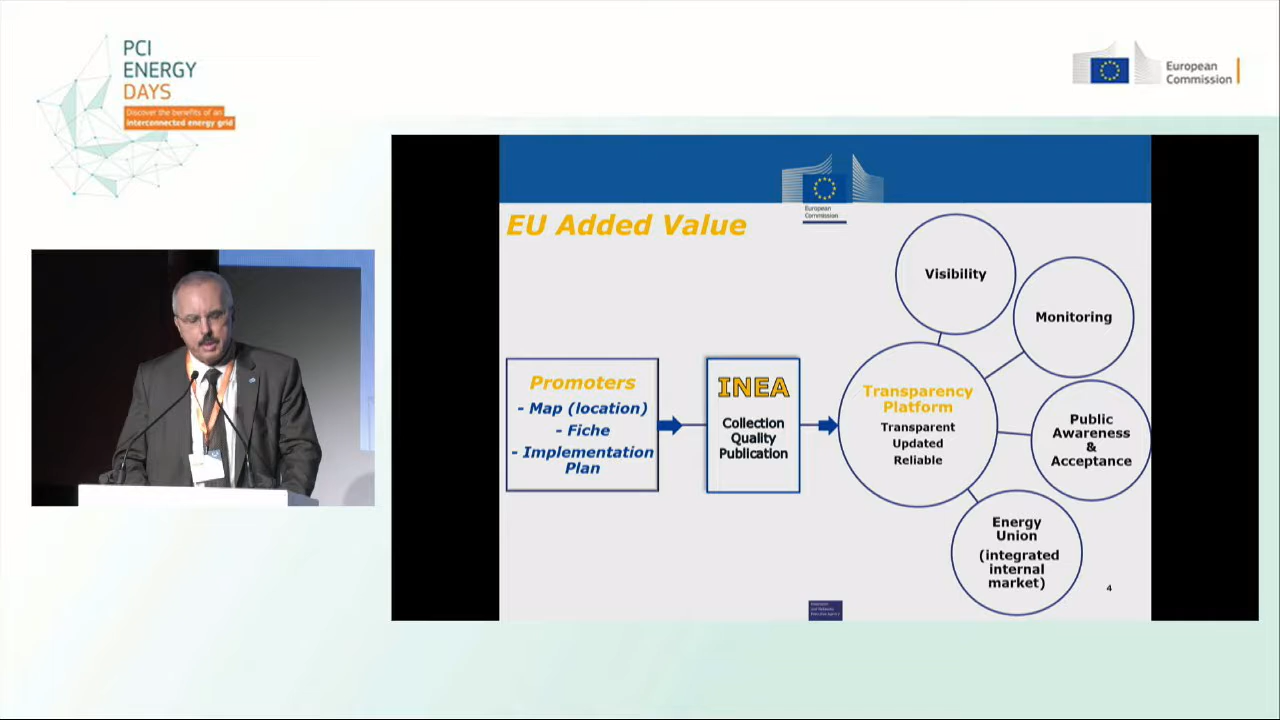 PCI
ENERGY
DAYS
Discover the benefits of an
interconnected energy grid
European
Commission
European
Commission
EU Added Value
Visibility
Monitoring
Promoters
- Map (location)
- Fiche
- Implementation
Plan
INEA
Collection
Quality
Publication
Transparency
Platform
Transparent
Updated
Reliable
Public
Awareness
&
Acceptance
Energy
Union
(integrated
internal
market)
4